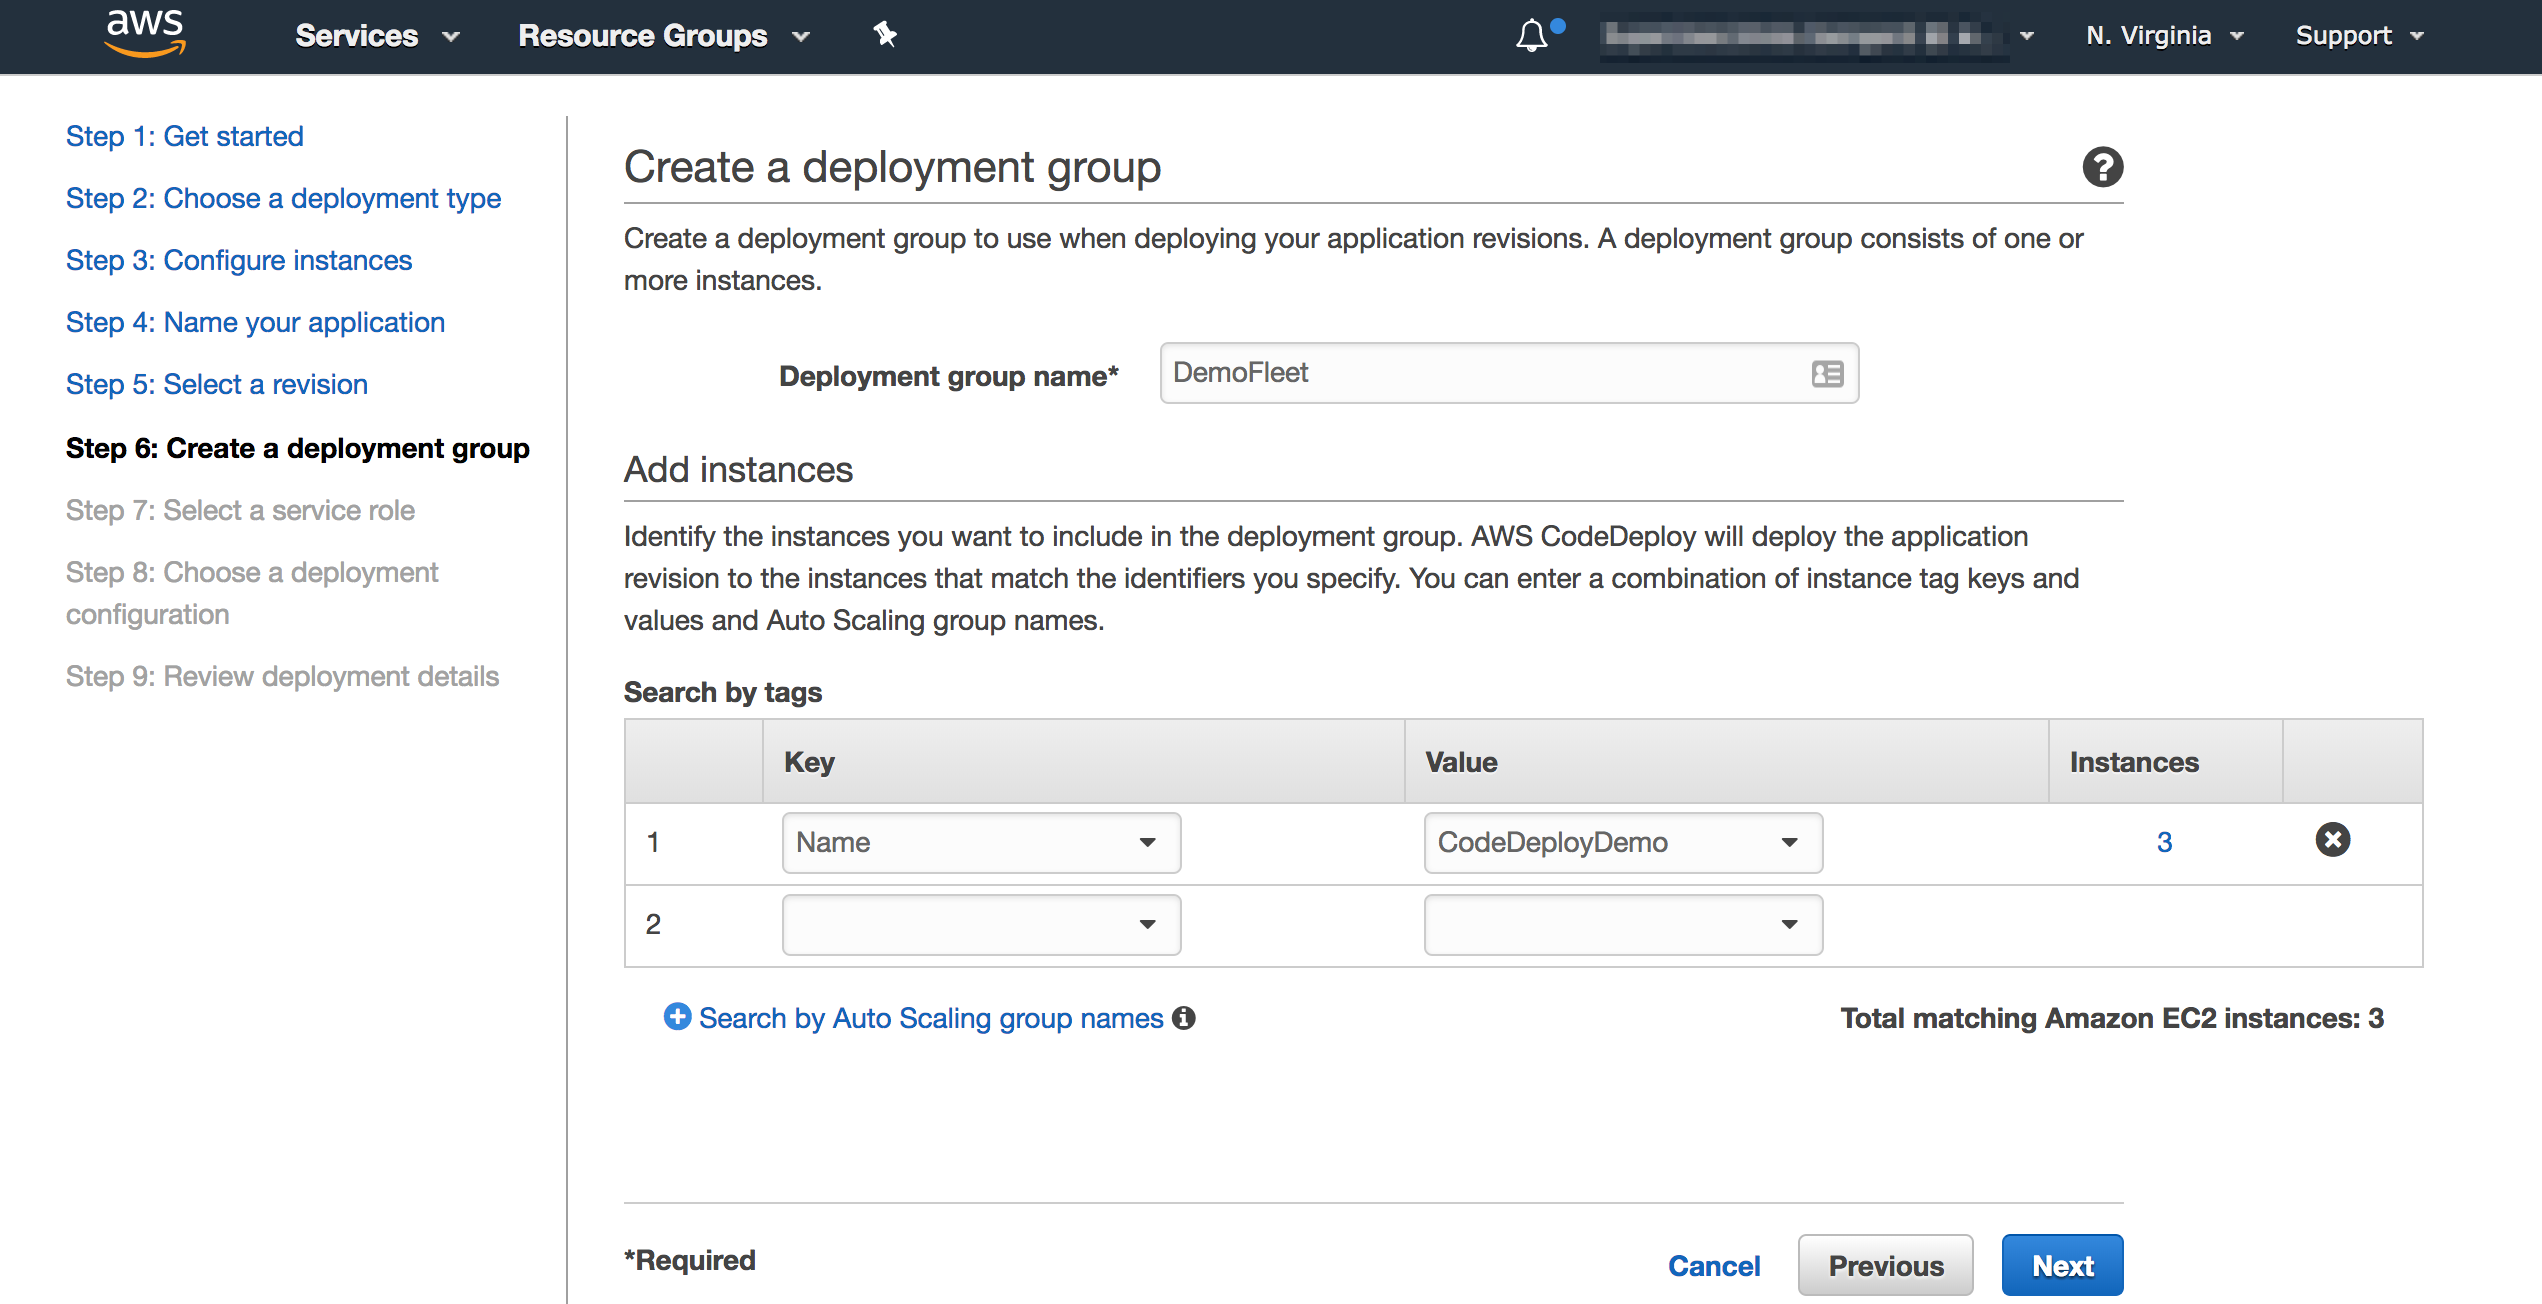 aws
Services
Resource Groups
N. Virginia
Support
Step 1: Get started
Step 2: Choose a deployment type
Step 3: Configure instances
Step 4: Name your application
Step 5: Select a revision
Step 6: Create a deployment group
Step 7: Select a service role
Step 8: Choose a deployment
configuration
Step 9: Review deployment details
Create a deployment group
?
Create a deployment group to use when deploying your application revisions. A deployment group consists of one or
more instances.
Deployment group name*
DemoFleet
Add instances
Identify the instances you want to include in the deployment group. AWS CodeDeploy will deploy the application
revision to the instances that match the identifiers you specify. You can enter a combination of instance tag keys and
values and Auto Scaling group names.
Search by tags
Key
Value
Instances
1
Name
CodeDeployDemo
3
2
Search by Auto Scaling group names
Total matching Amazon EC2 instances: 3
*Required
Cancel
Previous
Next